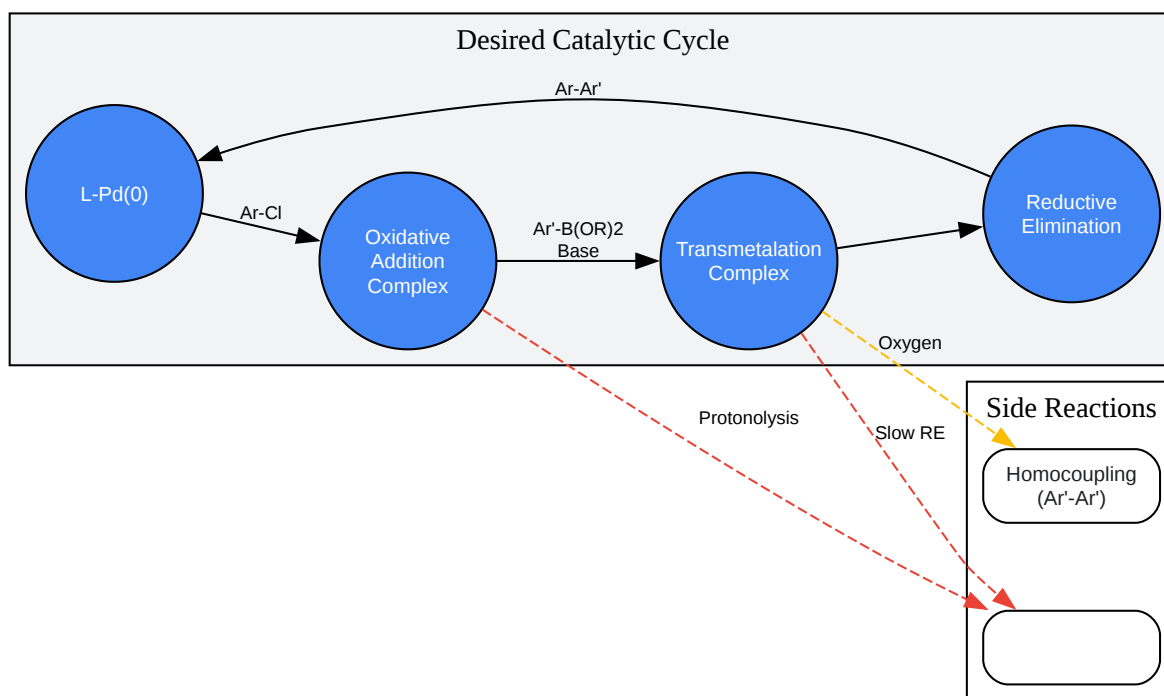 Desired Catalytic Cycle
Ar-Ar'
L-Pd(0)
Ar-Cl
Oxidative
Addition
Complex
Ar'-B(OR)2
Base
Transmetalation
Complex
Reductive
Elimination
Oxygen
Protonolysis
Slow RE
Side Reactions
Homocoupling
(Ar'-Ar')